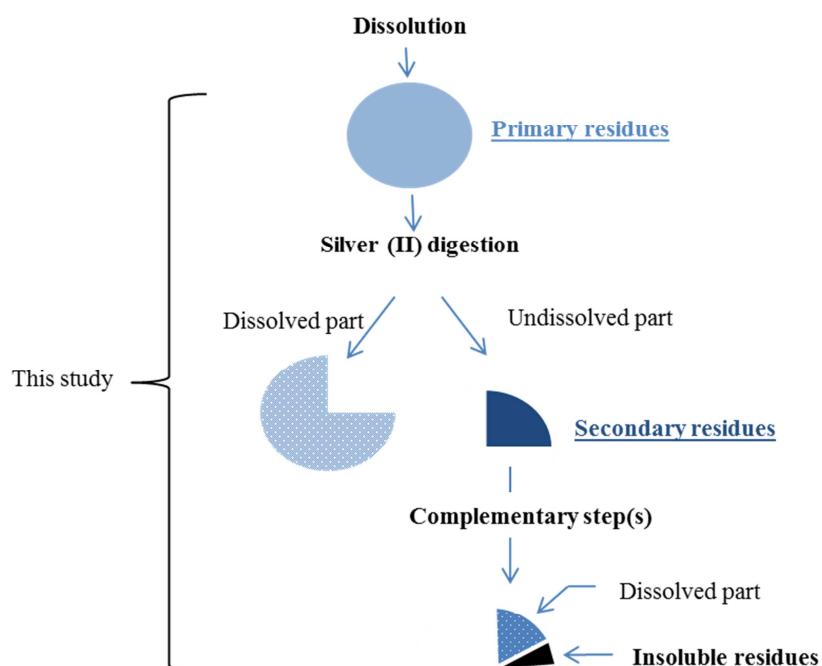 Dissolution
Primary residues
Silver (II) digestion
Dissolved part
Undissolved part
This study
Secondary residues
Complementary step(s)
Dissolved part
Insoluble residues